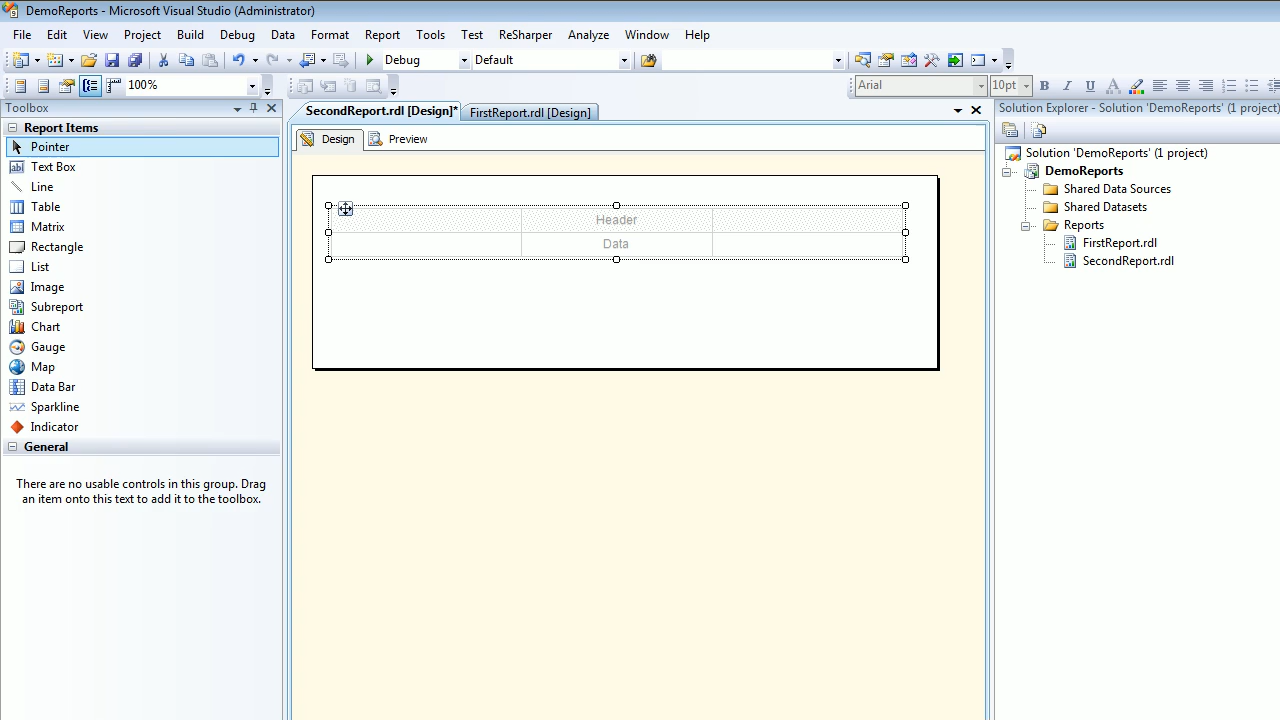 DemoReports - Microsoft Visual Studio (Administrator)
File Edit View Project Build Debug Data Format Report Tools Test ReSharper Analyze Window Help
Debug Default
100% Arial 10pt B I U A
Toolbox
Report Items
Pointer
Text Box
Line
Table
Matrix
Rectangle
List
Image
Subreport
Chart
Gauge
Map
Data Bar
Sparkline
Indicator
General
There are no usable controls in this group. Drag
an item onto this text to add it to the toolbox.
SecondReport.rdl [Design]* FirstReport.rdl [Design]
Design Preview
Header
Data
Solution Explorer - Solution 'DemoReports' (1 project)
Solution 'DemoReports' (1 project)
DemoReports
Shared Data Sources
Shared Datasets
Reports
FirstReport.rdl
SecondReport.rdl